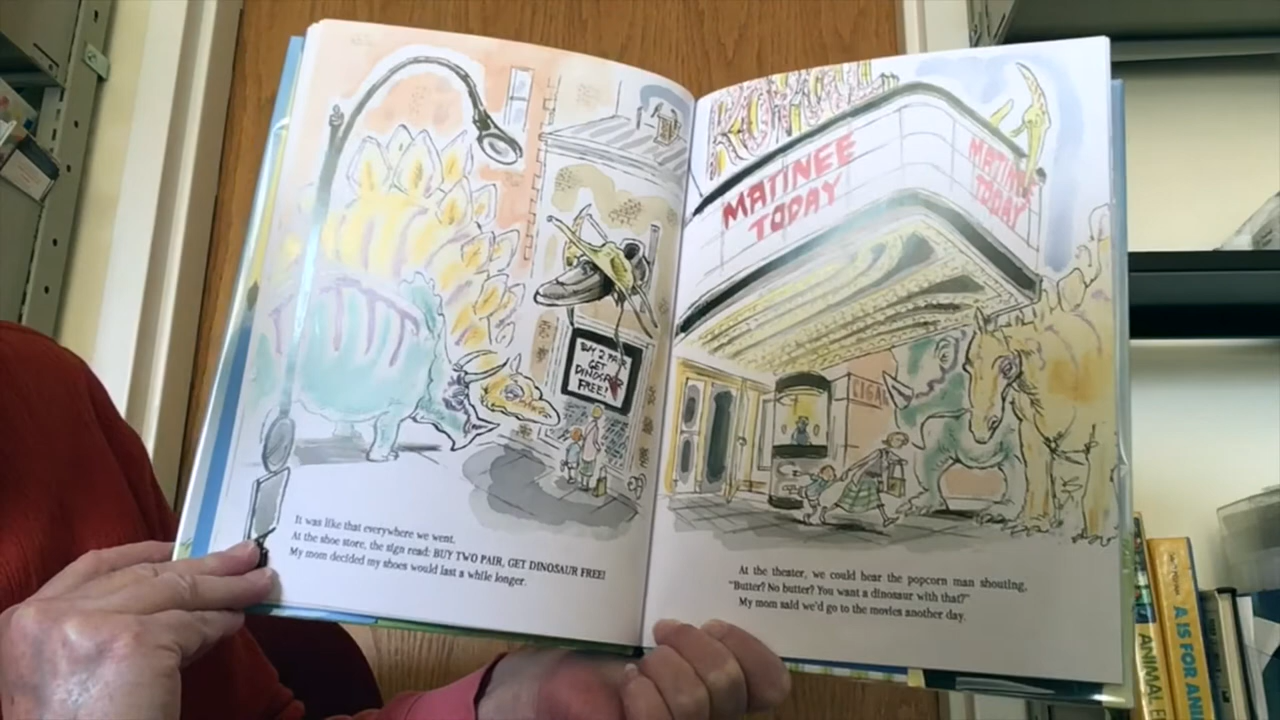 BUY 2 PAIR
GET
DINOSAUR
FREE!
It was like that everywhere we went.
At the shoe store, the sign read: BUY TWO PAIR, GET DINOSAUR FREE!
My mom decided my shoes would last a while longer.
ROYAL
MATINEE
TODAY
MATINEE
TODAY
CIGAR
At the theater, we could hear the popcorn man shouting,
"Butter? No butter? You want a dinosaur with that?"
My mom said we'd go to the movies another day.
ANIMAL
A IS FOR ANI